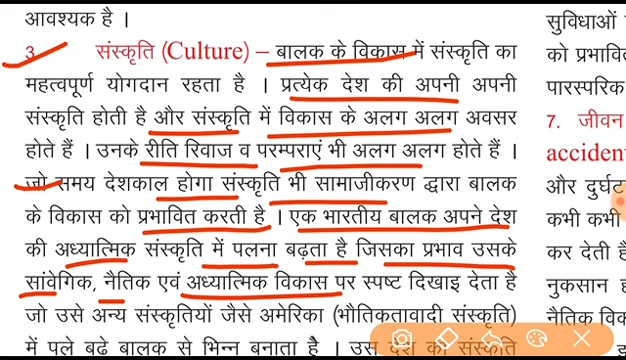 आवश्यक है ।
3. संस्कृति (Culture) – बालक के विकास में संस्कृति का
महत्वपूर्ण योगदान रहता है । प्रत्येक देश की अपनी अपनी
संस्कृति होती है और संस्कृति में विकास के अलग अलग अवसर
होते हैं । उनके रीति रिवाज व परम्पराएं भी अलग अलग होते हैं ।
जो समय देशकाल होगा संस्कृति भी सामाजीकरण द्धारा बालक
के विकास को प्रभावित करती है । एक भारतीय बालक अपने देश
की अध्यात्मिक संस्कृति में पलना बढ़ता है जिसका प्रभाव उसके
सांवेगिक, नैतिक एवं अध्यात्मिक विकास पर स्पष्ट दिखाइ देता है
जो उसे अन्य संस्कृतियों जैसे अमेरिका (भौतिकतावादी संस्कृति)
में पले बढे बालक से भिन्न बनाता है । उस देश की संस्कृति
सुविधाओं
को प्रभावि
पारस्परिक
7. जीवन
acciden
और दुर्घट
कभी कभी
कर देती है
नुकसान ह
नैतिक विक